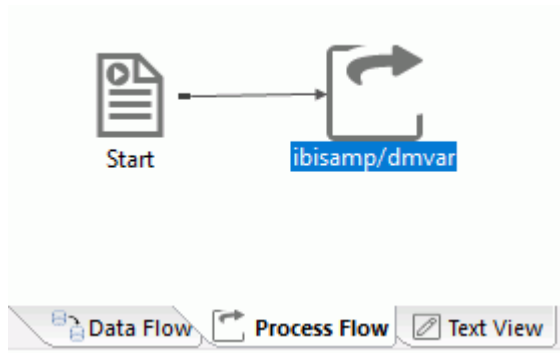 Start
ibisamp/dmvar
Data Flow
Process Flow
Text View